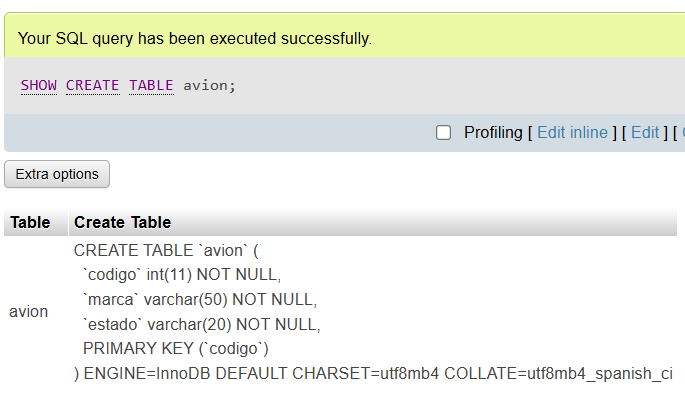 Your SQL query has been executed successfully.
SHOW CREATE TABLE avion;
Profiling [ Edit inline ] [ Edit ] [
Extra options
Table Create Table
avion
CREATE TABLE `avion` (
`codigo` int(11) NOT NULL,
`marca` varchar(50) NOT NULL,
`estado` varchar(20) NOT NULL,
PRIMARY KEY (`codigo`)
) ENGINE=InnoDB DEFAULT CHARSET=utf8mb4 COLLATE=utf8mb4_spanish_ci